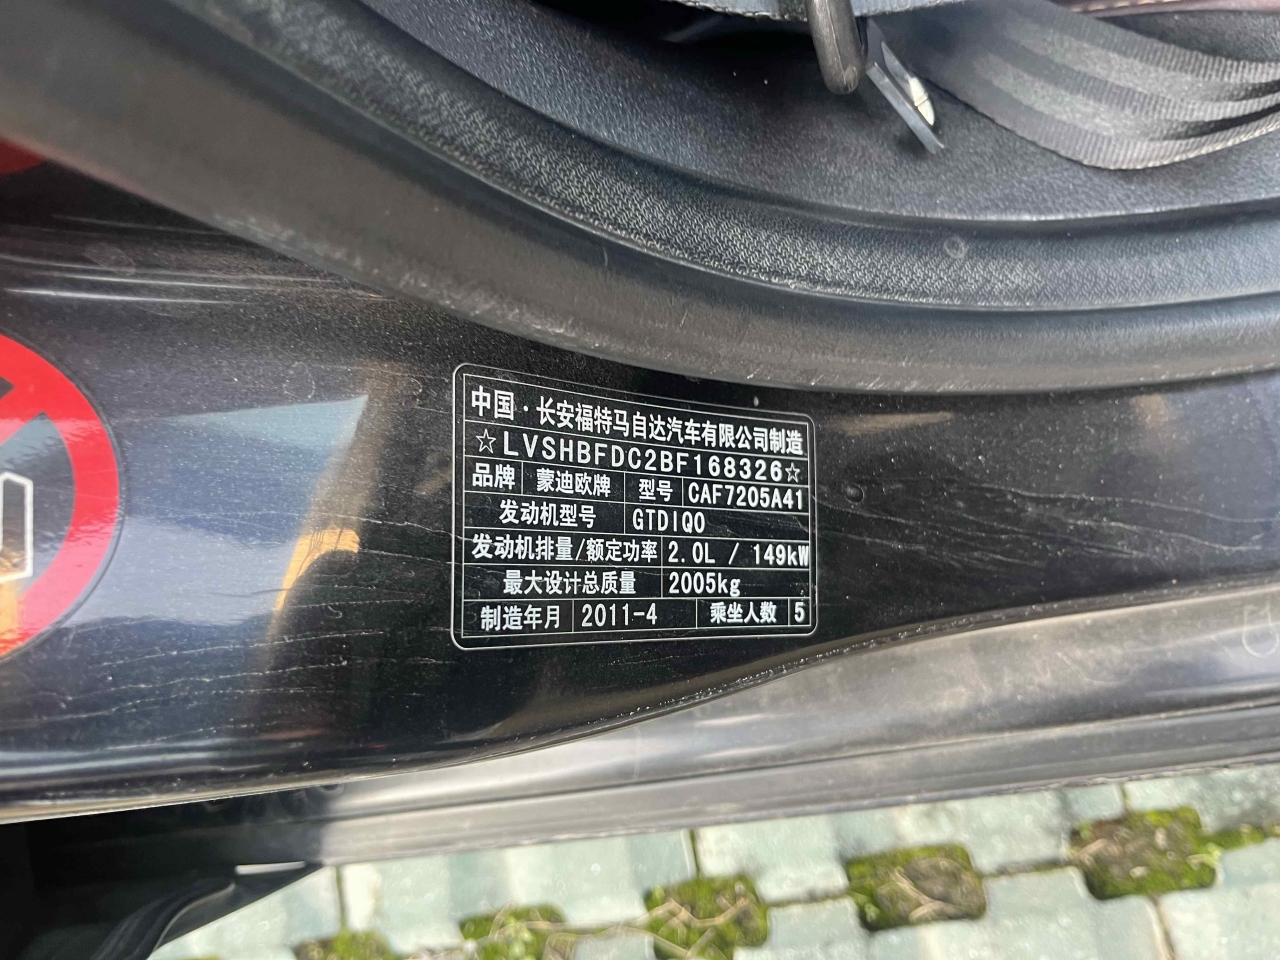 中国·长安福特马自达汽车有限公司制造
☆LVSHBFDC2BF168326☆
品牌 蒙迪欧牌 型号 CAF7205A41
发动机型号 GTDIQ0
发动机排量/额定功率 2.0L / 149kW
最大设计总质量 2005kg
制造年月 2011-4 乘坐人数 5